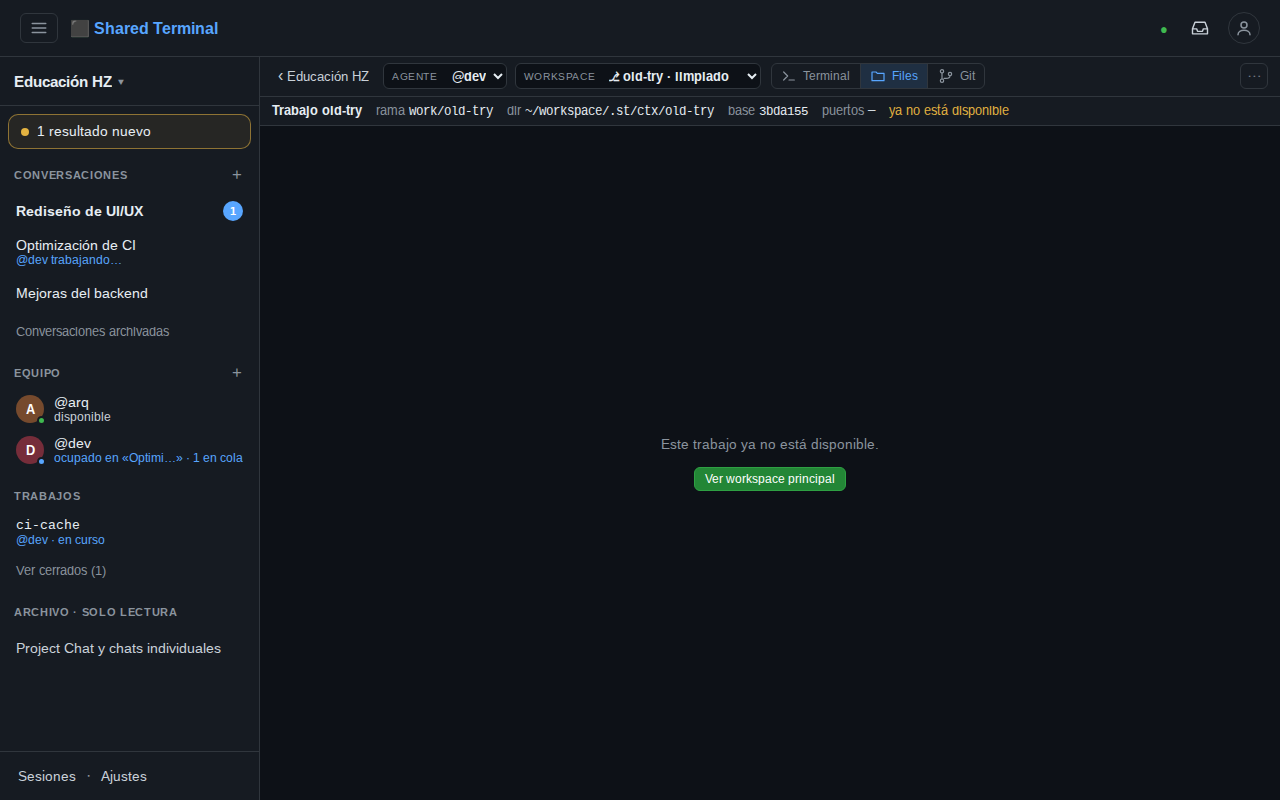 Shared Terminal
Educación HZ ▾
‹ Educación HZ
AGENTE @dev
WORKSPACE ⎇ old-try · limpiado
Terminal
Files
Git
···
Trabajo old-try rama work/old-try dir ~/workspace/.st/ctx/old-try base 3bda155 puertos — ya no está disponible
1 resultado nuevo
CONVERSACIONES +
Rediseño de UI/UX 1
Optimización de CI
@dev trabajando…
Mejoras del backend
Conversaciones archivadas
EQUIPO +
A @arq
disponible
D @dev
ocupado en «Optimi…» · 1 en cola
TRABAJOS
ci-cache
@dev · en curso
Ver cerrados (1)
ARCHIVO · SOLO LECTURA
Project Chat y chats individuales
Sesiones · Ajustes
Este trabajo ya no está disponible.
Ver workspace principal